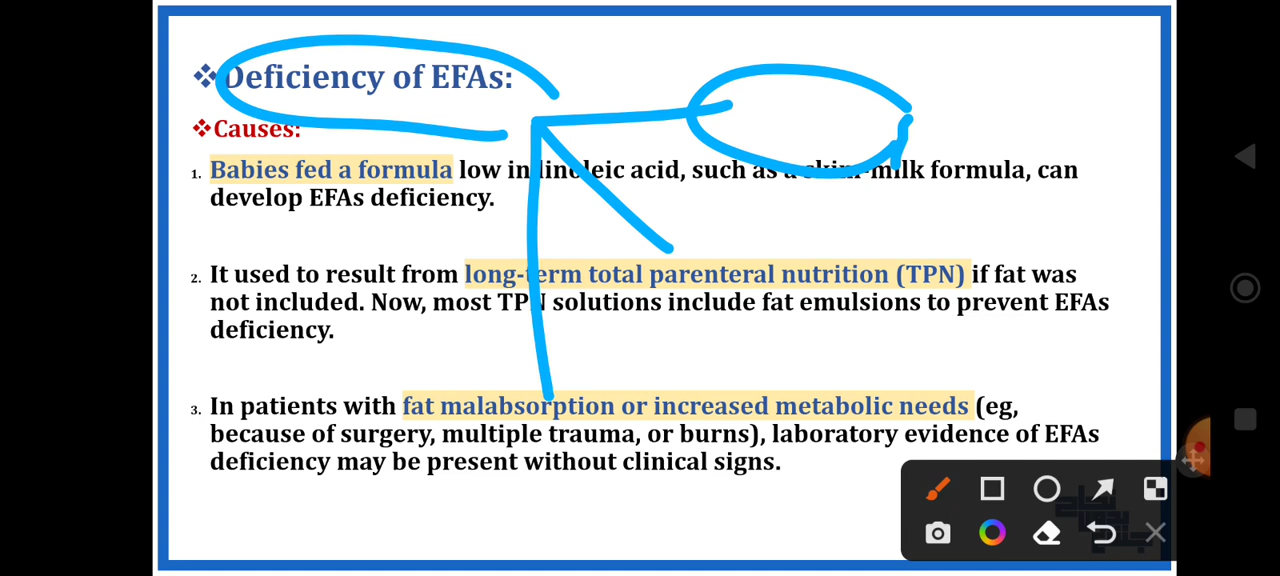 ❖Deficiency of EFAs:
❖Causes:
1. Babies fed a formula low in linoleic acid, such as a skim-milk formula, can
develop EFAs deficiency.
2. It used to result from long-term total parenteral nutrition (TPN) if fat was
not included. Now, most TPN solutions include fat emulsions to prevent EFAs
deficiency.
3. In patients with fat malabsorption or increased metabolic needs (eg,
because of surgery, multiple trauma, or burns), laboratory evidence of EFAs
deficiency may be present without clinical signs.